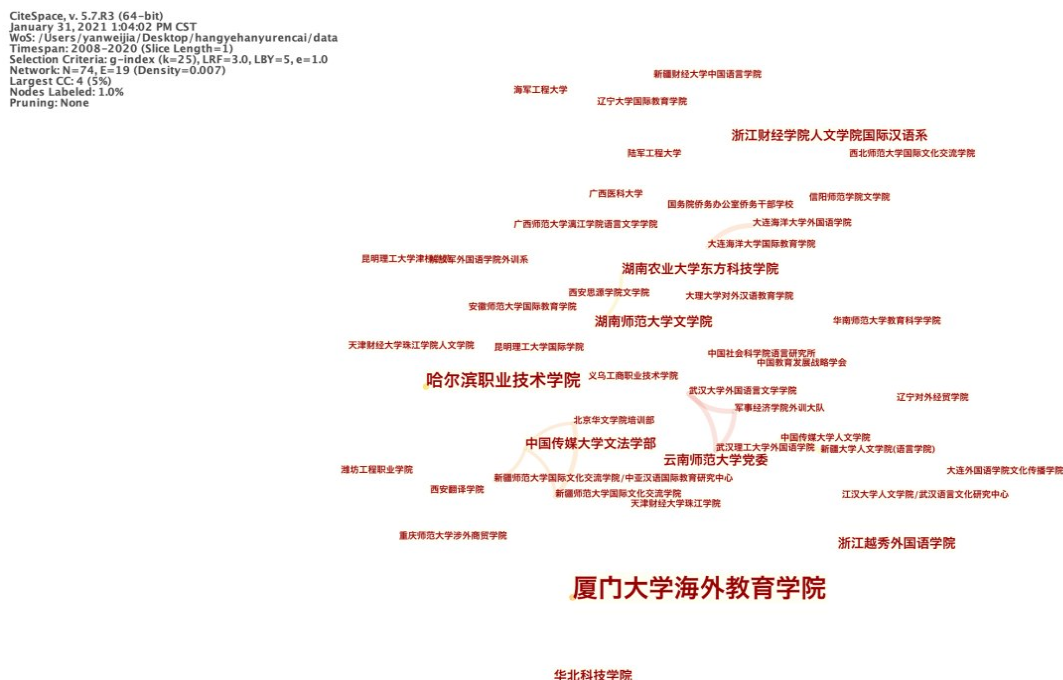 CiteSpace, v. 5.7.R3 (64-bit)
January 31, 2021 1:04:02 PM CST
WoS: /Users/yanweijia/Desktop/hangyehanyurencai/data
Timespan: 2008-2020 (Slice Length=1)
Selection Criteria: g-index (k=25), LRF=3.0, LBY=5, e=1.0
Network: N=74, E=19 (Density=0.007)
Largest CC: 4 (5%)
Nodes Labeled: 1.0%
Pruning: None
新疆财经大学中国语言学院
海军工程大学
辽宁大学国际教育学院
浙江财经学院人文学院国际汉语系
陆军工程大学
西北师范大学国际文化交流学院
广西医科大学
信阳师范学院文学院
国务院侨务办公室侨务干部学校
广西师范大学漓江学院语言文学学院
大连海洋大学外国语学院
大连海洋大学国际教育学院
昆明理工大学津桥
解放军外国语学院外训系
湖南农业大学东方科技学院
西安思源学院文学院
大理大学对外汉语教育学院
安徽师范大学国际教育学院
湖南师范大学文学院
华南师范大学教育科学学院
天津财经大学珠江学院人文学院
昆明理工大学国际学院
中国社会科学院语言研究所
中国教育发展战略学会
哈尔滨职业技术学院
义乌工商职业技术学院
武汉大学外国语言文学学院
辽宁对外经贸学院
军事经济学院外训大队
北京华文学院培训部
中国传媒大学文法学部
中国传媒大学人文学院
武汉理工大学外国语学院
新疆大学人文学院(语言学院)
云南师范大学党委
潍坊工程职业学院
大连外国语学院文化传播学院
新疆师范大学国际文化交流学院/中亚汉语国际教育研究中心
西安翻译学院
新疆师范大学国际文化交流学院
江汉大学人文学院/武汉语言文化研究中心
天津财经大学珠江学院
重庆师范大学涉外商贸学院
浙江越秀外国语学院
厦门大学海外教育学院
华北科技学院